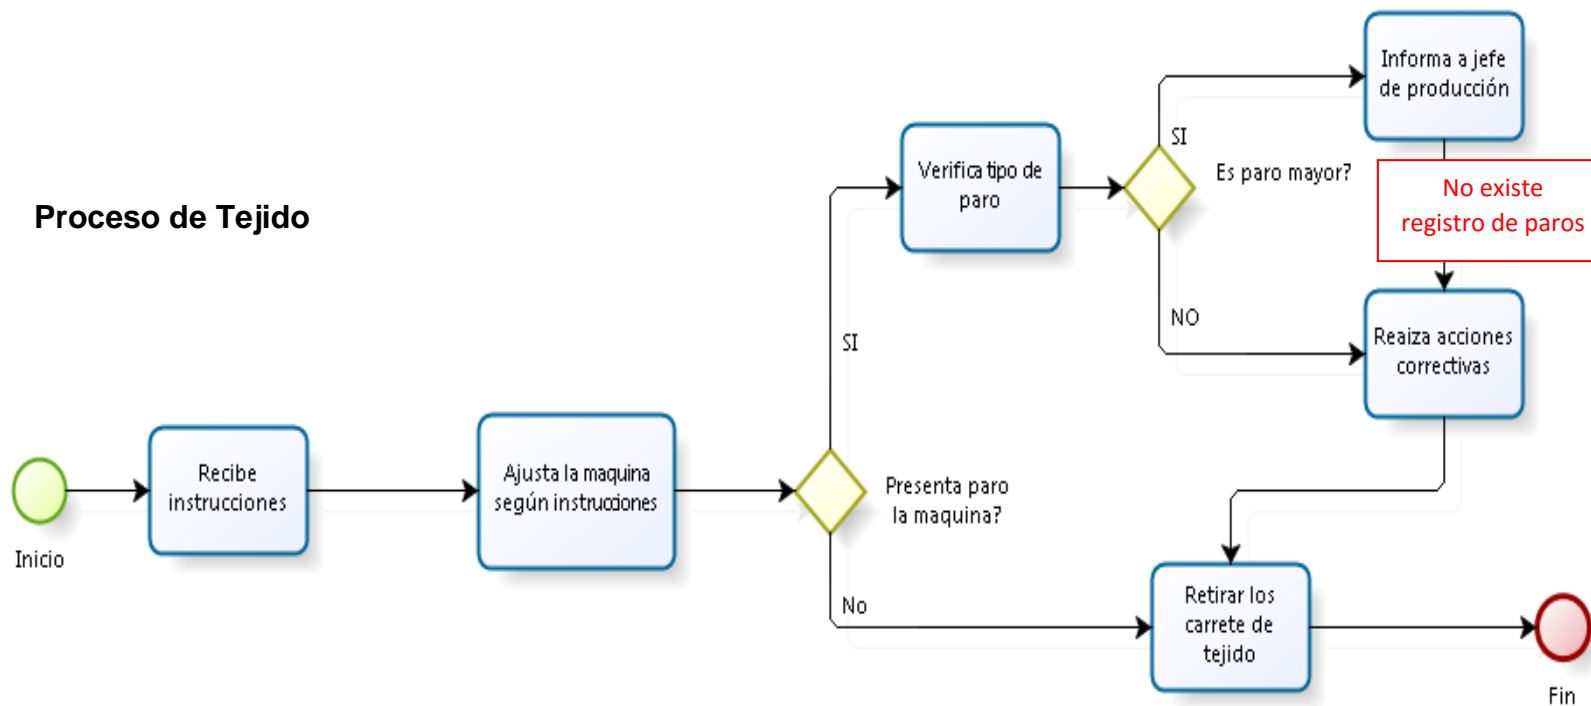 Proceso de Tejido
Inicio
Recibe
instrucciones
Ajusta la maquina
según instrucciones
Presenta paro
la maquina?
SI
No
Verifica tipo de
paro
Es paro mayor?
SI
NO
Informa a jefe
de producción
No existe
registro de paros
Reaiza acciones
correctivas
Retirar los
carrete de
tejido
Fin